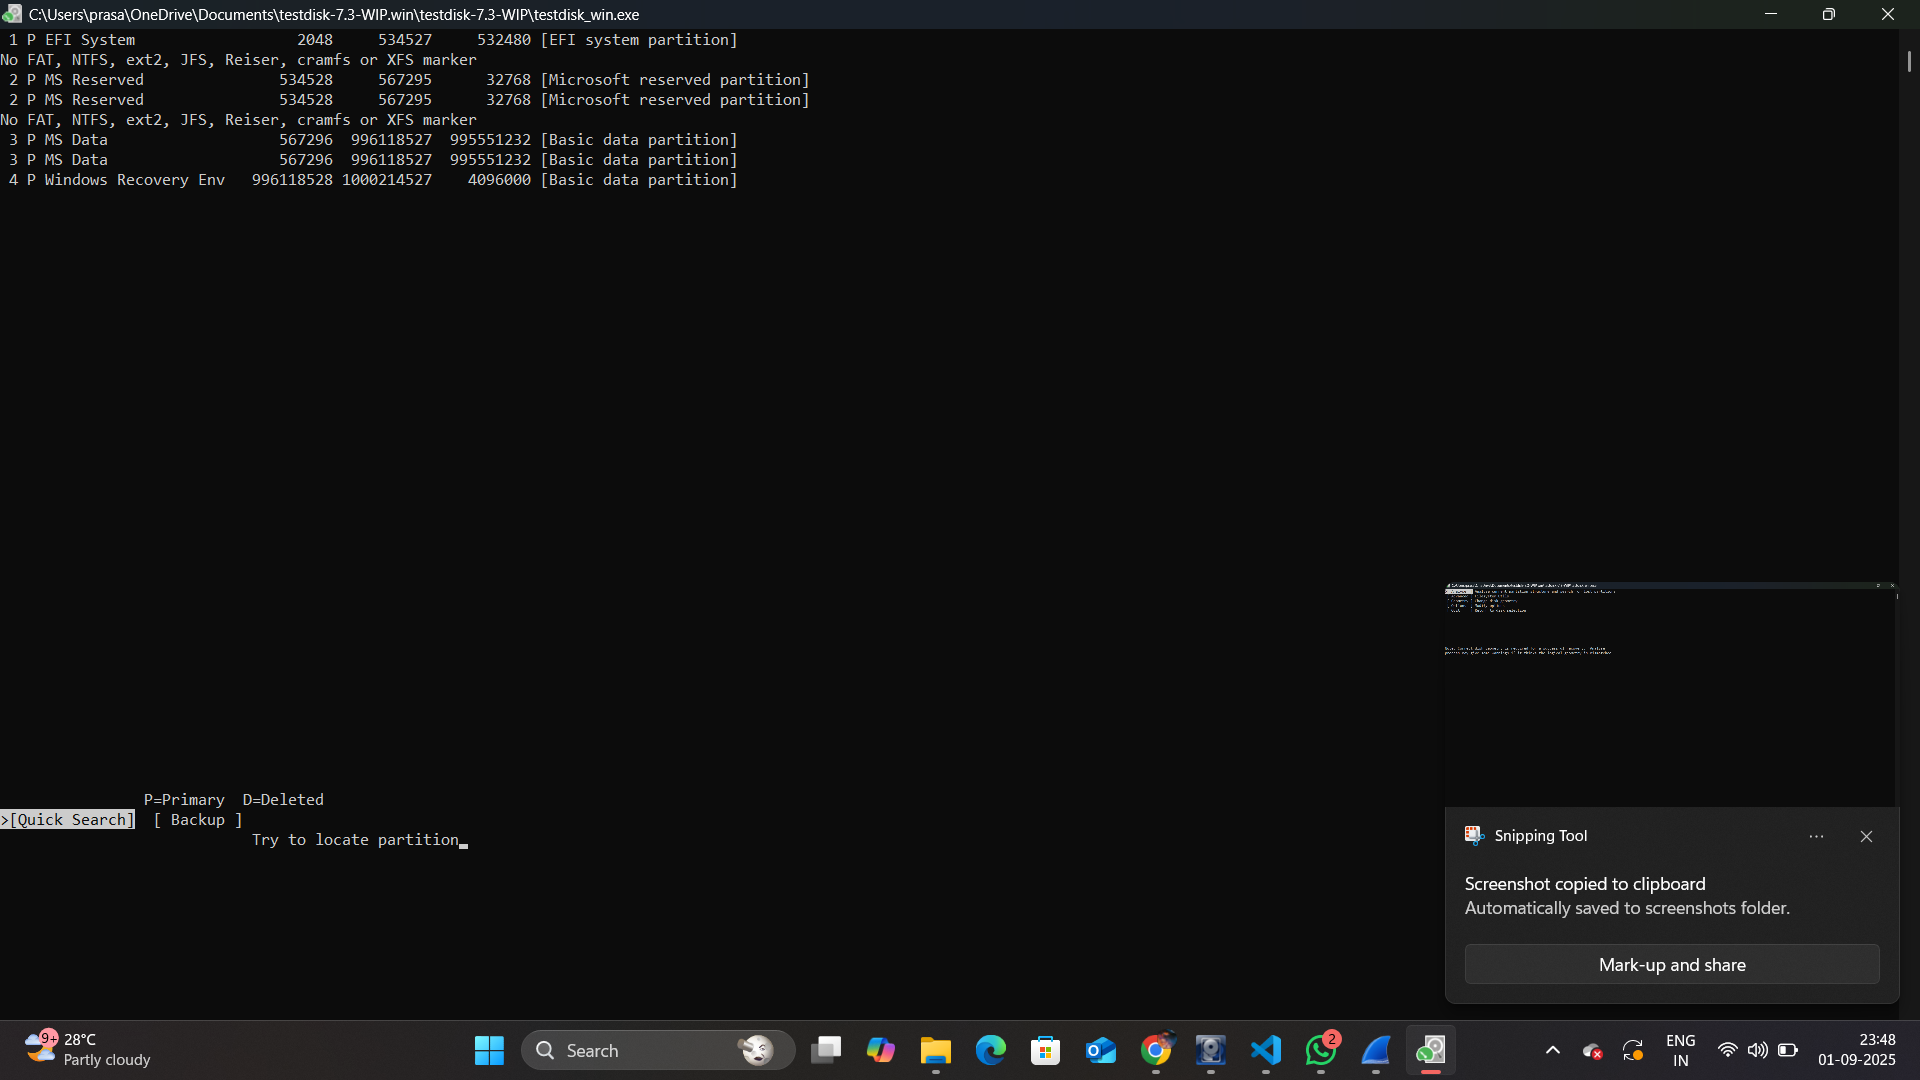 C:\Users\prasa\OneDrive\Documents\testdisk-7.3-WIP.win\testdisk-7.3-WIP\testdisk_win.exe
1 P EFI System 2048 534527 532480 [EFI system partition]
No FAT, NTFS, ext2, JFS, Reiser, cramfs or XFS marker
2 P MS Reserved 534528 567295 32768 [Microsoft reserved partition]
2 P MS Reserved 534528 567295 32768 [Microsoft reserved partition]
No FAT, NTFS, ext2, JFS, Reiser, cramfs or XFS marker
3 P MS Data 567296 996118527 995551232 [Basic data partition]
3 P MS Data 567296 996118527 995551232 [Basic data partition]
4 P Windows Recovery Env 996118528 1000214527 4096000 [Basic data partition]
P=Primary D=Deleted
>[Quick Search] [ Backup ]
Try to locate partition
Snipping Tool
Screenshot copied to clipboard
Automatically saved to screenshots folder.
Mark-up and share
9+
28°C
Partly cloudy
Search
2
ENG
IN
23:48
01-09-2025